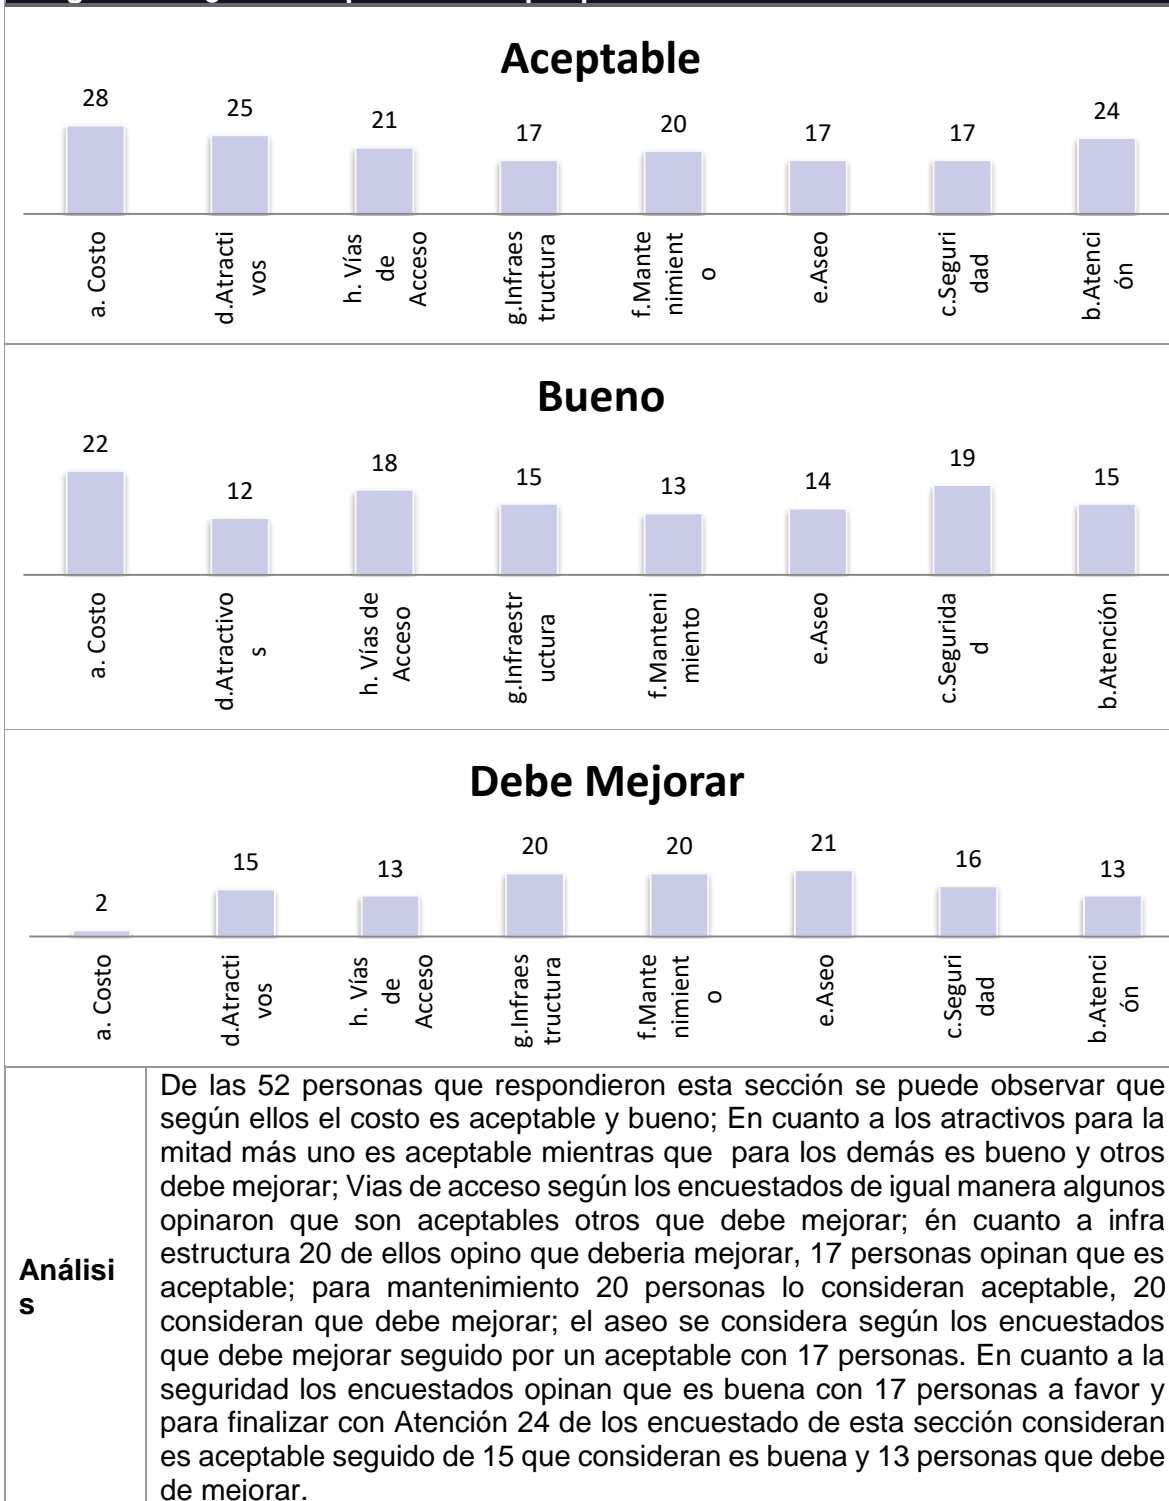 Aceptable
28
25
21
17
20
17
17
24
a. Costo
d.Atracti
vos
h. Vías
de
Acceso
g.Infraes
tructura
f.Mante
nimient
o
e.Aseo
c.Seguri
dad
b.Atenci
ón
Bueno
22
12
18
15
13
14
19
15
a. Costo
d.Atractivo
s
h. Vías de
Acceso
g.Infraestr
uctura
f.Manteni
miento
e.Aseo
c.Segurida
d
b.Atención
Debe Mejorar
2
15
13
20
20
21
16
13
a. Costo
d.Atracti
vos
h. Vías
de
Acceso
g.Infraes
tructura
f.Mante
nimient
o
e.Aseo
c.Seguri
dad
b.Atenci
ón
Análisi
s
De las 52 personas que respondieron esta sección se puede observar que
según ellos el costo es aceptable y bueno; En cuanto a los atractivos para la
mitad más uno es aceptable mientras que para los demás es bueno y otros
debe mejorar; Vias de acceso según los encuestados de igual manera algunos
opinaron que son aceptables otros que debe mejorar; én cuanto a infra
estructura 20 de ellos opino que deberia mejorar, 17 personas opinan que es
aceptable; para mantenimiento 20 personas lo consideran aceptable, 20
consideran que debe mejorar; el aseo se considera según los encuestados
que debe mejorar seguido por un aceptable con 17 personas. En cuanto a la
seguridad los encuestados opinan que es buena con 17 personas a favor y
para finalizar con Atención 24 de los encuestado de esta sección consideran
es aceptable seguido de 15 que consideran es buena y 13 personas que debe
de mejorar.